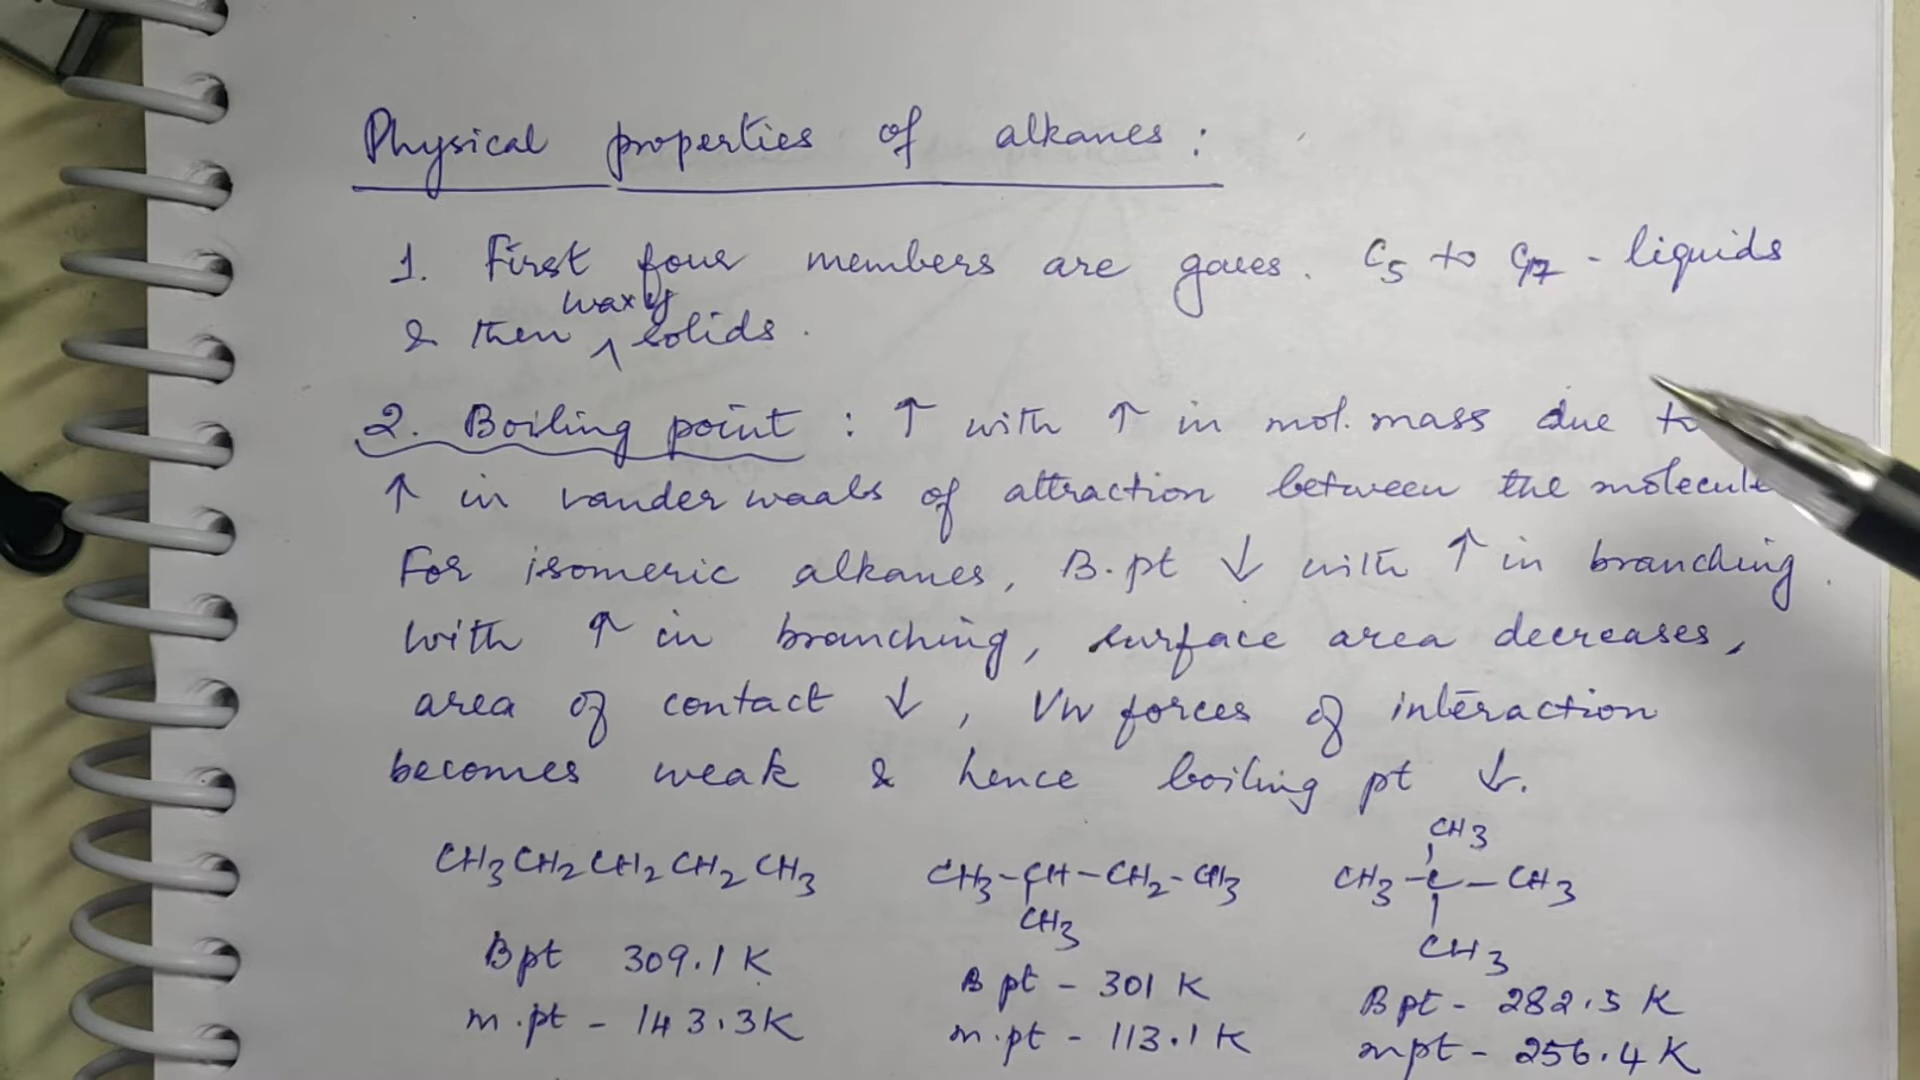 Physical properties of alkanes :
1. First four members are gases. C5 to C17 - liquids
& then ^ waxy solids.
2. Boiling point : ↑ with ↑ in mol. mass due to
↑ in vander waals of attraction between the molecule
For isomeric alkanes, B.pt ↓ with ↑ in branching.
With ↑ in branching, surface area decreases,
area of contact ↓, VW forces of interaction
becomes weak & hence boiling pt ↓.
CH3CH2CH2CH2CH3
Bpt 309.1 K
m.pt - 143.3K
CH3-CH-CH2-CH3
CH3
B pt - 301 K
m.pt - 113.1 K
CH3
CH3-C-CH3
CH3
Bpt - 282.5 K
mpt - 256.4 K